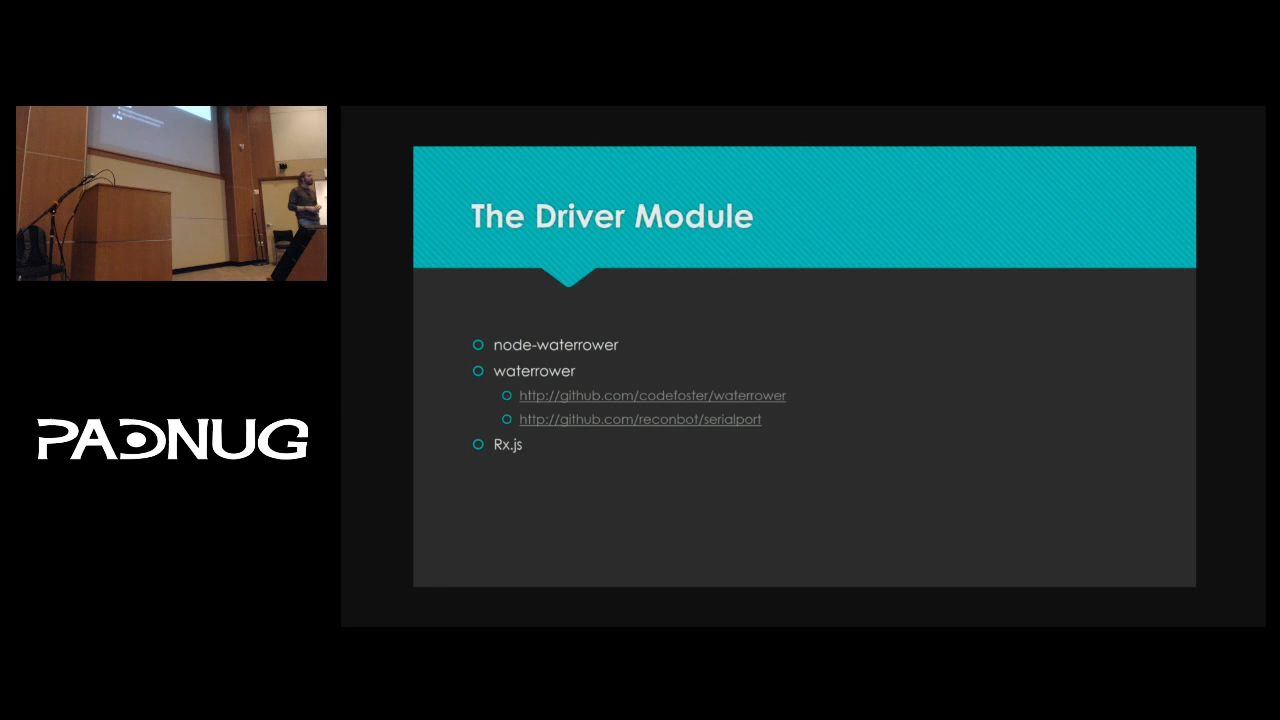 The Driver Module
node-waterrower
waterrower
http://github.com/codefoster/waterrower
http://github.com/reconbot/serialport
Rx.js
PADNUG